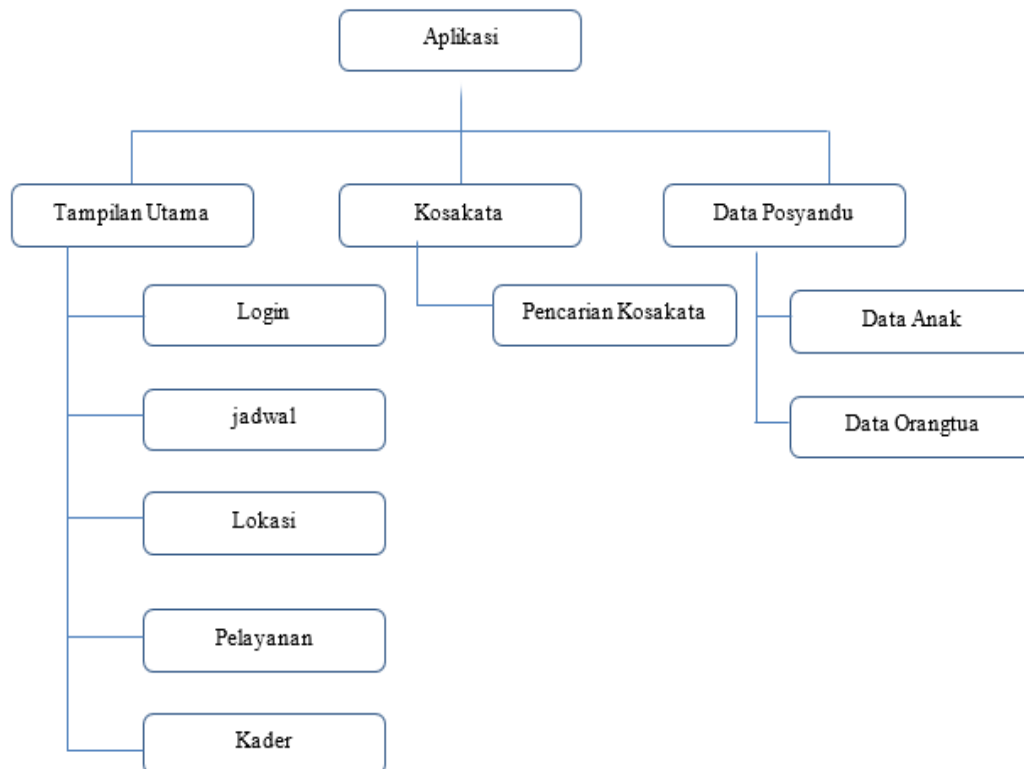 Aplikasi
Tampilan Utama
Kosakata
Data Posyandu
Login
Pencarian Kosakata
Data Anak
jadwal
Data Orangtua
Lokasi
Pelayanan
Kader